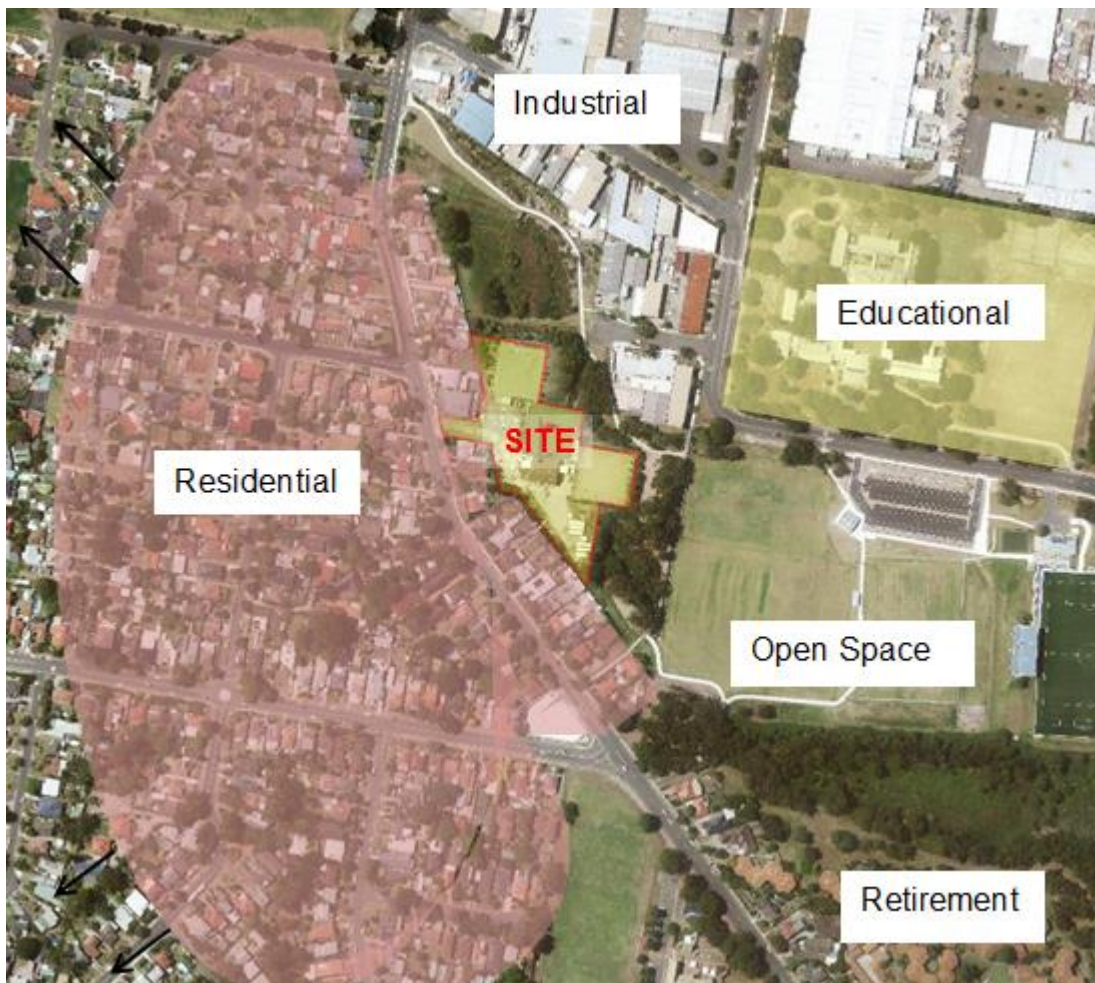 Industrial
Educational
SITE
Residential
Open Space
Retirement